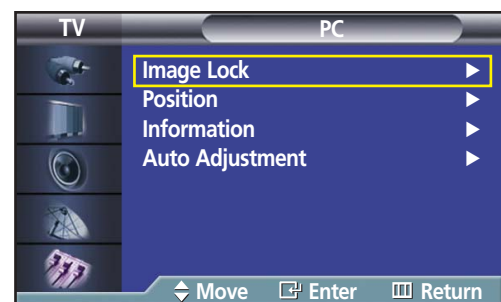 TV PC
Image Lock
Position
Information
Auto Adjustment
Move Enter Return